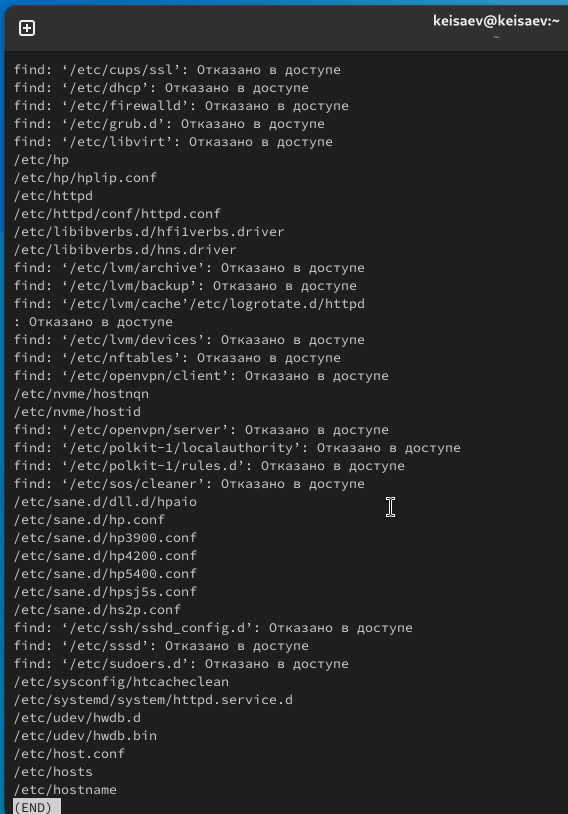 keisaev@keisaev:~
~
find: ‘/etc/cups/ssl’: Отказано в доступе
find: ‘/etc/dhcp’: Отказано в доступе
find: ‘/etc/firewalld’: Отказано в доступе
find: ‘/etc/grub.d’: Отказано в доступе
find: ‘/etc/libvirt’: Отказано в доступе
/etc/hp
/etc/hp/hplip.conf
/etc/httpd
/etc/httpd/conf/httpd.conf
/etc/libibverbs.d/hfi1verbs.driver
/etc/libibverbs.d/hns.driver
find: ‘/etc/lvm/archive’: Отказано в доступе
find: ‘/etc/lvm/backup’: Отказано в доступе
find: ‘/etc/lvm/cache’/etc/logrotate.d/httpd
: Отказано в доступе
find: ‘/etc/lvm/devices’: Отказано в доступе
find: ‘/etc/nftables’: Отказано в доступе
find: ‘/etc/openvpn/client’: Отказано в доступе
/etc/nvme/hostnqn
/etc/nvme/hostid
find: ‘/etc/openvpn/server’: Отказано в доступе
find: ‘/etc/polkit-1/localauthority’: Отказано в доступе
find: ‘/etc/polkit-1/rules.d’: Отказано в доступе
find: ‘/etc/sos/cleaner’: Отказано в доступе
/etc/sane.d/dll.d/hpaio
/etc/sane.d/hp.conf
/etc/sane.d/hp3900.conf
/etc/sane.d/hp4200.conf
/etc/sane.d/hp5400.conf
/etc/sane.d/hpsj5s.conf
/etc/sane.d/hs2p.conf
find: ‘/etc/ssh/sshd_config.d’: Отказано в доступе
find: ‘/etc/sssd’: Отказано в доступе
find: ‘/etc/sudoers.d’: Отказано в доступе
/etc/sysconfig/htcacheclean
/etc/systemd/system/httpd.service.d
/etc/udev/hwdb.d
/etc/udev/hwdb.bin
/etc/host.conf
/etc/hosts
/etc/hostname
(END)